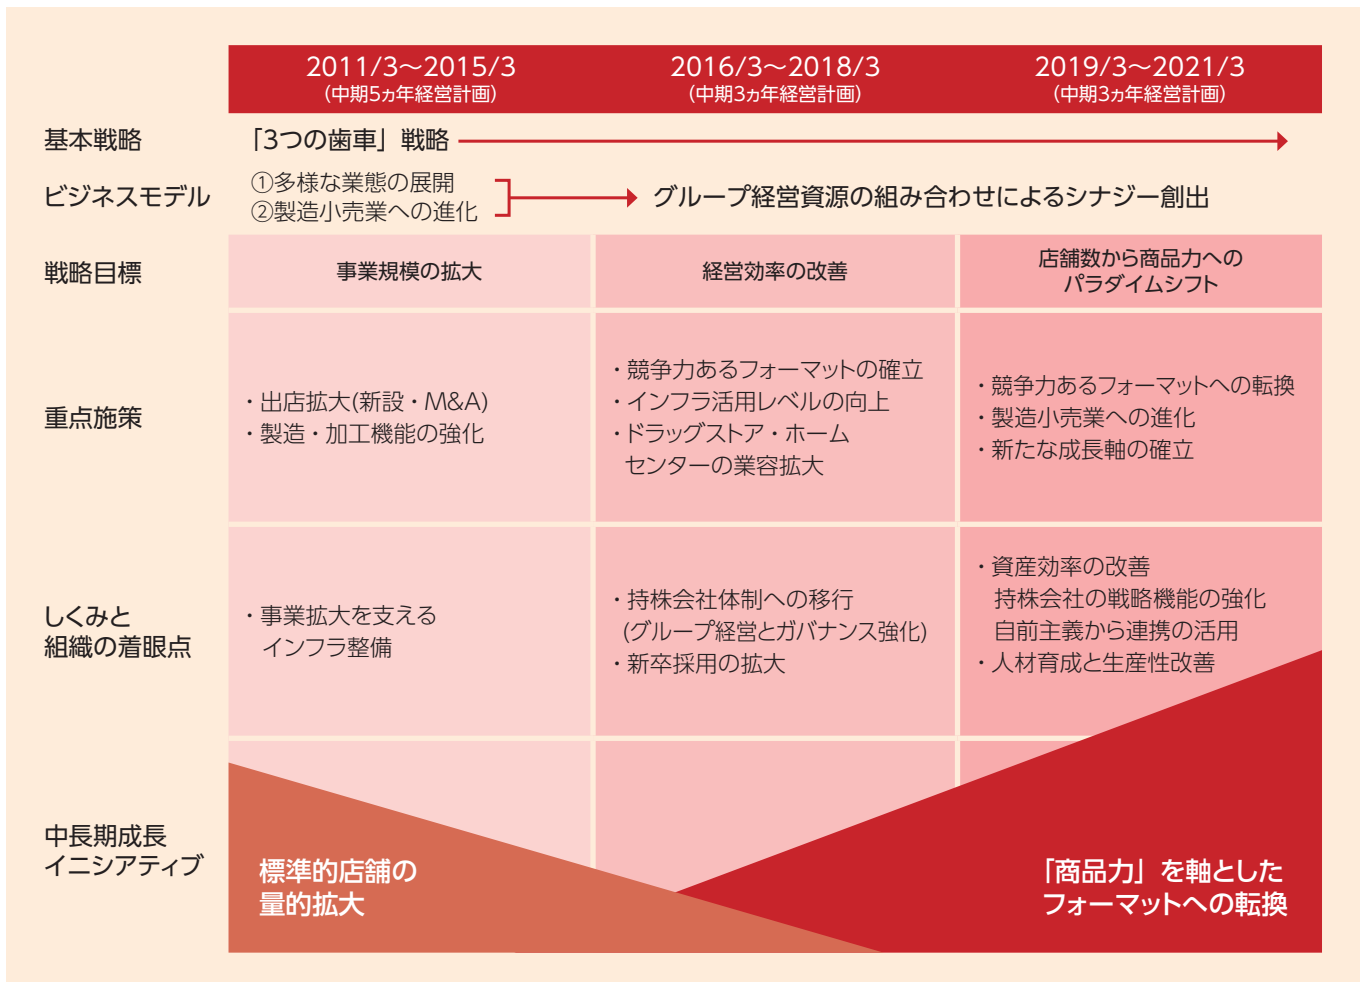 2011/3～2015/3
(中期5ヵ年経営計画)
2016/3～2018/3
(中期3ヵ年経営計画)
2019/3～2021/3
(中期3ヵ年経営計画)
基本戦略
「3つの歯車」戦略
ビジネスモデル
①多様な業態の展開
②製造小売業への進化
グループ経営資源の組み合わせによるシナジー創出
戦略目標
事業規模の拡大
経営効率の改善
店舗数から商品力への
パラダイムシフト
重点施策
・出店拡大(新設・M&A)
・製造・加工機能の強化
・競争力あるフォーマットの確立
・インフラ活用レベルの向上
・ドラッグストア・ホーム
センターの業容拡大
・競争力あるフォーマットへの転換
・製造小売業への進化
・新たな成長軸の確立
しくみと
組織の着眼点
・事業拡大を支える
インフラ整備
・持株会社体制への移行
(グループ経営とガバナンス強化)
・新卒採用の拡大
・資産効率の改善
持株会社の戦略機能の強化
自前主義から連携の活用
・人材育成と生産性改善
中長期成長
イニシアティブ
標準的店舗の
量的拡大
「商品力」を軸とした
フォーマットへの転換